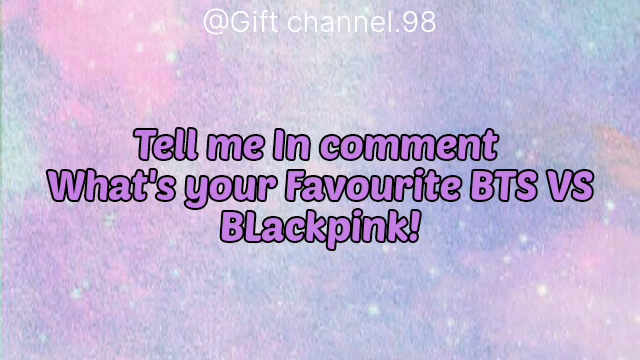 @Gift channel.98
Tell me In comment
What's your Favourite BTS VS
BLackpink!